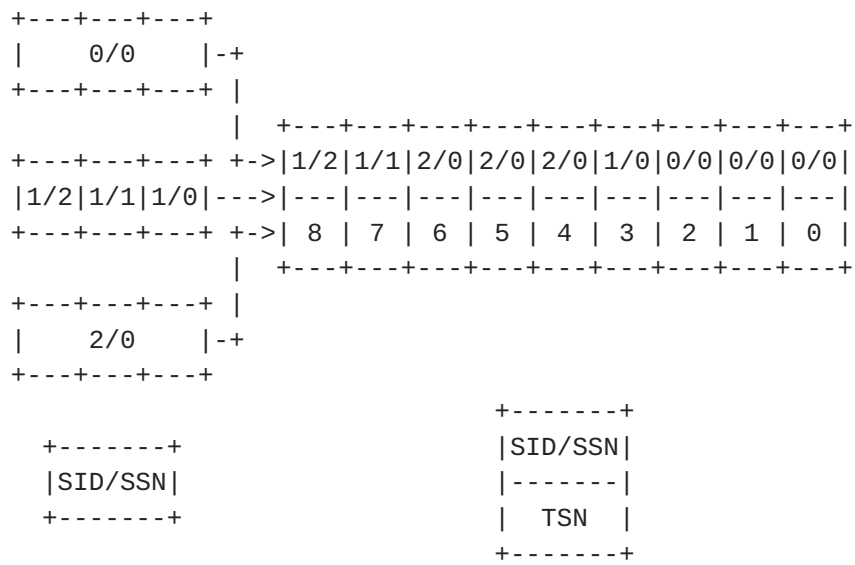 +---+---+---+
|    0/0    |-+
+---+---+---+ |
              |  +---+---+---+---+---+---+---+---+---+
+---+---+---+ +->|1/2|1/1|2/0|2/0|2/0|1/0|0/0|0/0|0/0|
|1/2|1/1|1/0|--->|---|---|---|---|---|---|---|---|---|
+---+---+---+ +->| 8 | 7 | 6 | 5 | 4 | 3 | 2 | 1 | 0 |
              |  +---+---+---+---+---+---+---+---+---+
+---+---+---+ |
|    2/0    |-+
+---+---+---+
                               +-------+
  +-------+                    |SID/SSN|
  |SID/SSN|                    |-------|
  +-------+                    |  TSN  |
                               +-------+